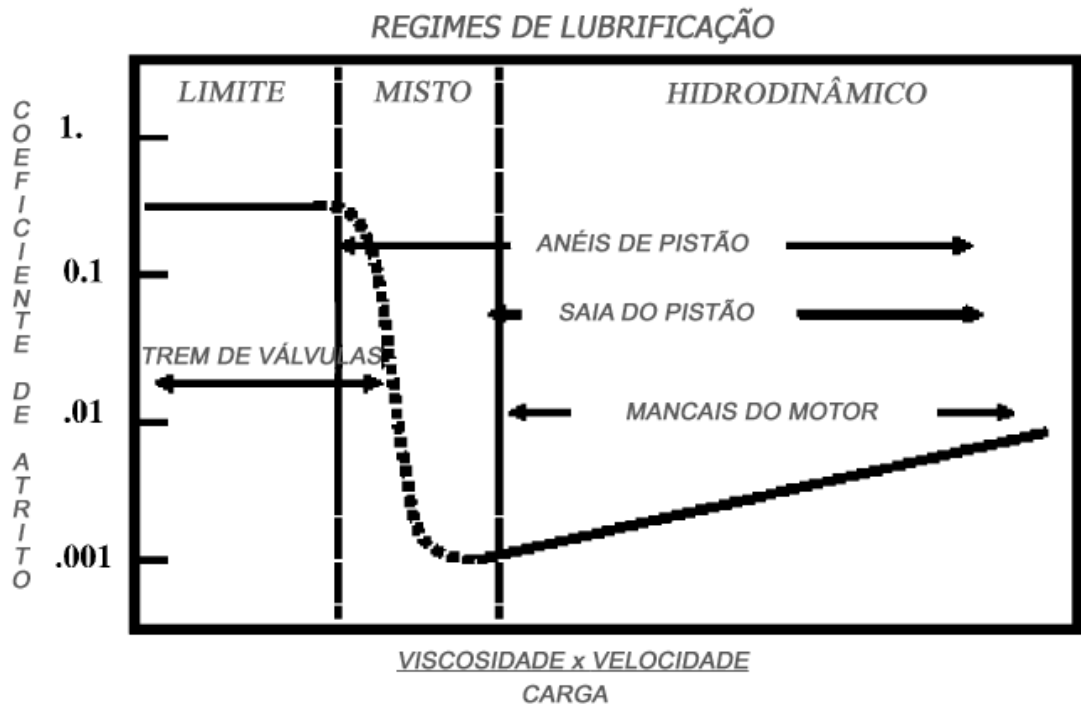 REGIMES DE LUBRIFICAÇÃO
LIMITE
MISTO
HIDRODINÂMICO
COEFICIENTE DE ATRITO
1.
0.1
.01
.001
ANÉIS DE PISTÃO
SAIA DO PISTÃO
TREM DE VÁLVULAS
MANCAIS DO MOTOR
VISCOSIDADE x VELOCIDADE
CARGA